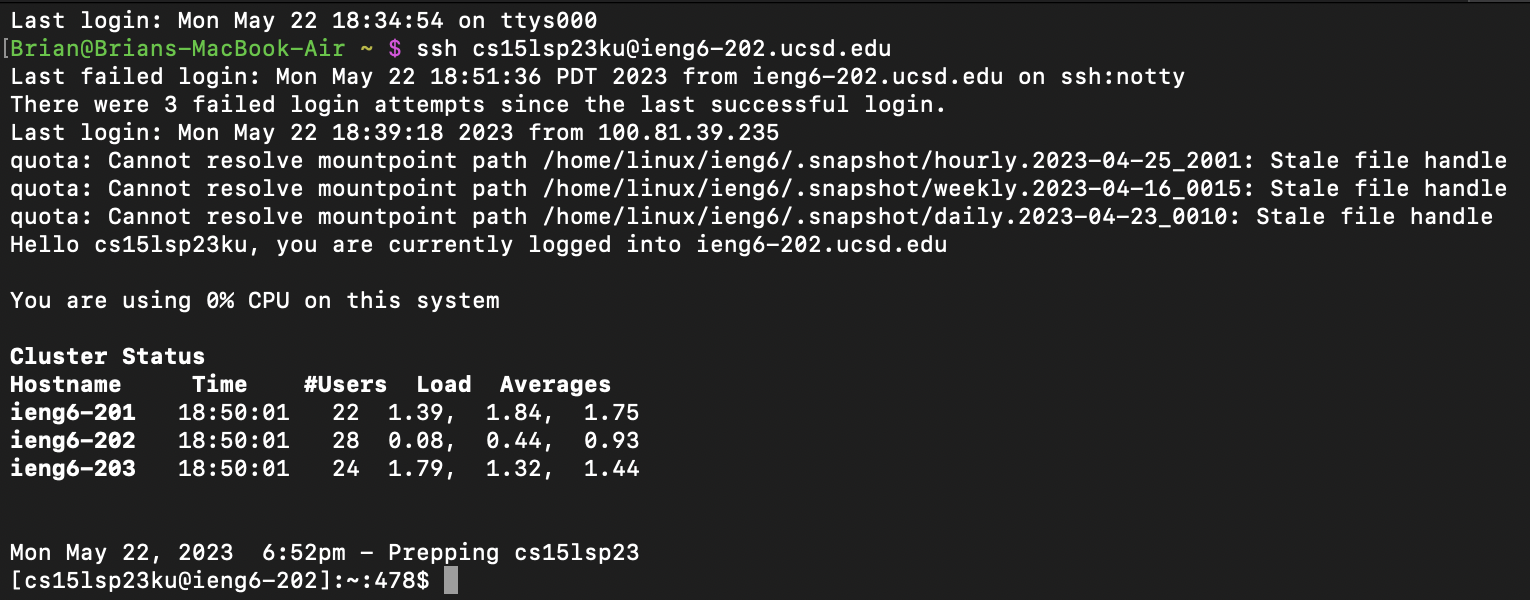 Last login: Mon May 22 18:34:54 on ttys000
[Brian@Brians-MacBook-Air ~ $ ssh cs15lsp23ku@ieng6-202.ucsd.edu
Last failed login: Mon May 22 18:51:36 PDT 2023 from ieng6-202.ucsd.edu on ssh:notty
There were 3 failed login attempts since the last successful login.
Last login: Mon May 22 18:39:18 2023 from 100.81.39.235
quota: Cannot resolve mountpoint path /home/linux/ieng6/.snapshot/hourly.2023-04-25_2001: Stale file handle
quota: Cannot resolve mountpoint path /home/linux/ieng6/.snapshot/weekly.2023-04-16_0015: Stale file handle
quota: Cannot resolve mountpoint path /home/linux/ieng6/.snapshot/daily.2023-04-23_0010: Stale file handle
Hello cs15lsp23ku, you are currently logged into ieng6-202.ucsd.edu
You are using 0% CPU on this system
Cluster Status
Hostname     Time    #Users  Load  Averages
ieng6-201   18:50:01   22  1.39,  1.84,  1.75
ieng6-202   18:50:01   28  0.08,  0.44,  0.93
ieng6-203   18:50:01   24  1.79,  1.32,  1.44
Mon May 22, 2023  6:52pm - Prepping cs15lsp23
[cs15lsp23ku@ieng6-202]:~:478$